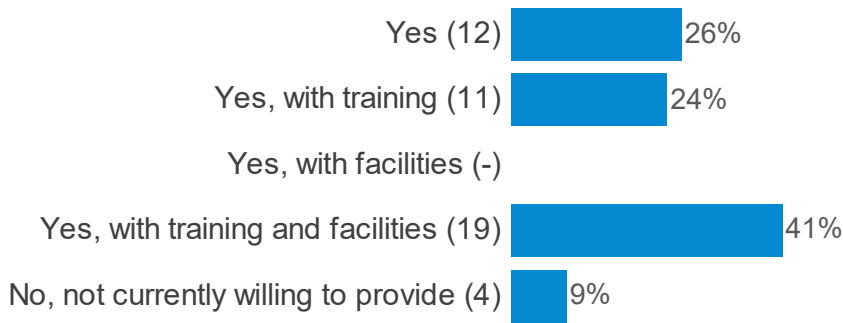 Yes (12) 26%
Yes, with training (11) 24%
Yes, with facilities (-)
Yes, with training and facilities (19) 41%
No, not currently willing to provide (4) 9%